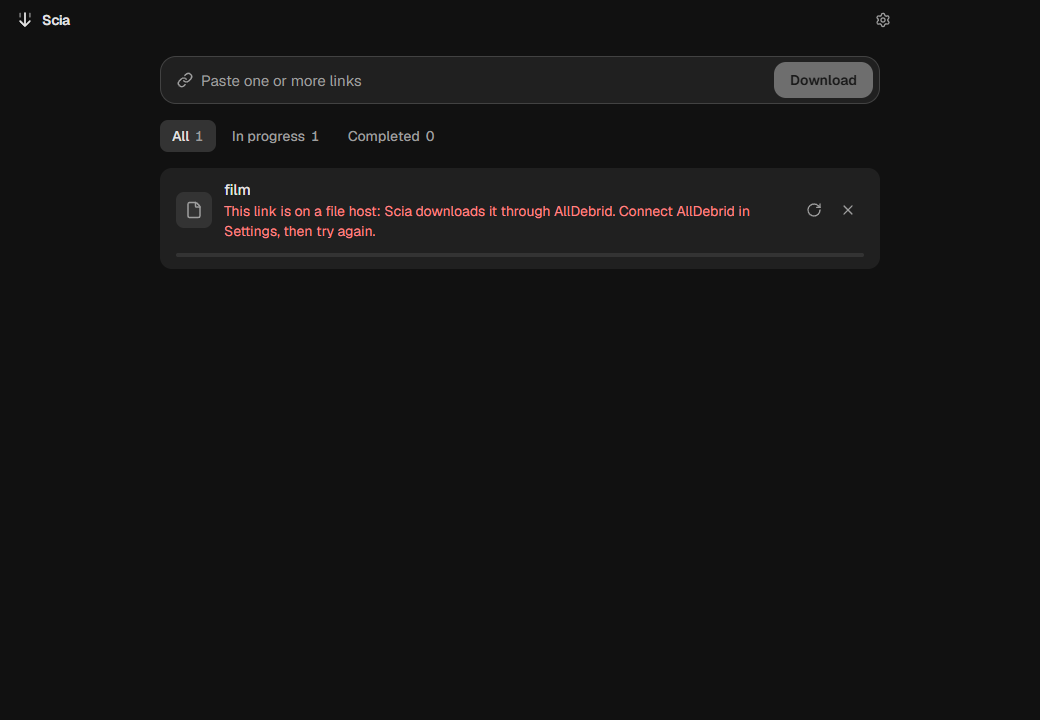 Scia
Paste one or more links
Download
All 1
In progress 1
Completed 0
film
This link is on a file host: Scia downloads it through AllDebrid. Connect AllDebrid in
Settings, then try again.